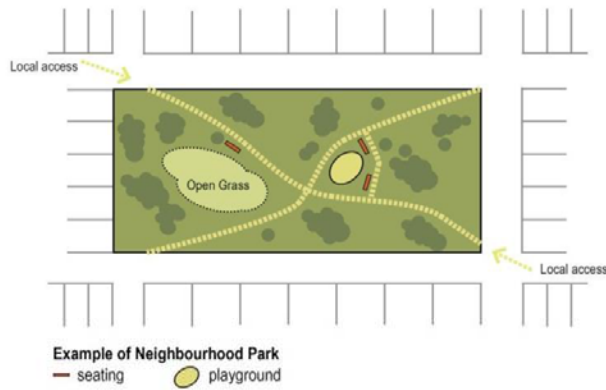 Local access
Open Grass
Local access
Example of Neighbourhood Park
seating
playground